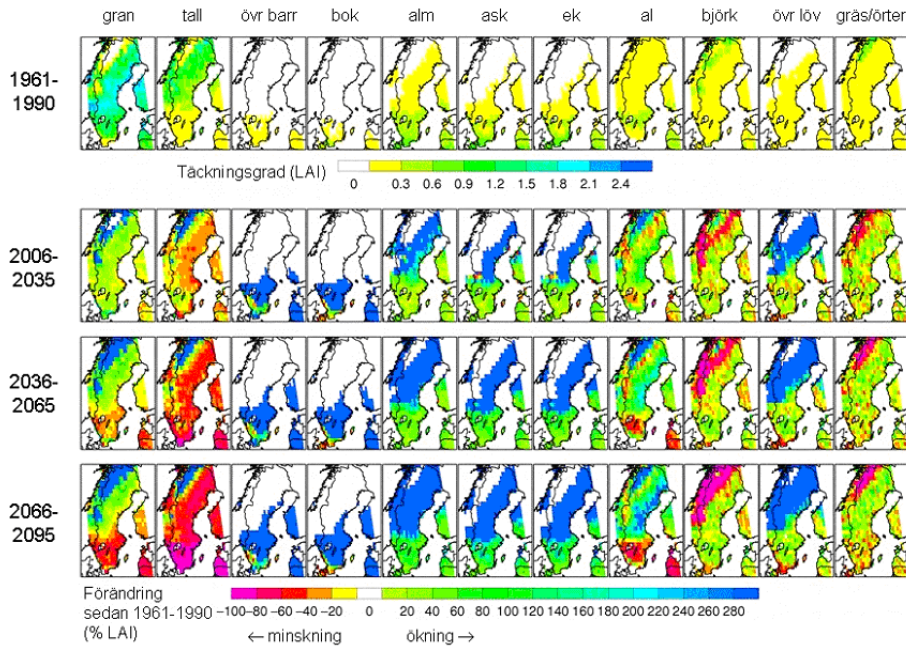 gran tall övr barr bok alm ask ek al björk övr löv gräs/örter
1961-
1990
Täckningsgrad (LAI)
0 0.3 0.6 0.9 1.2 1.5 1.8 2.1 2.4
2006-
2035
2036-
2065
2066-
2095
Förändring
sedan 1961-1990
(% LAI)
−100−80−60−40−20 0 20 40 60 80 100 120 140 160 180 200 220 240 260 280
← minskning ökning →